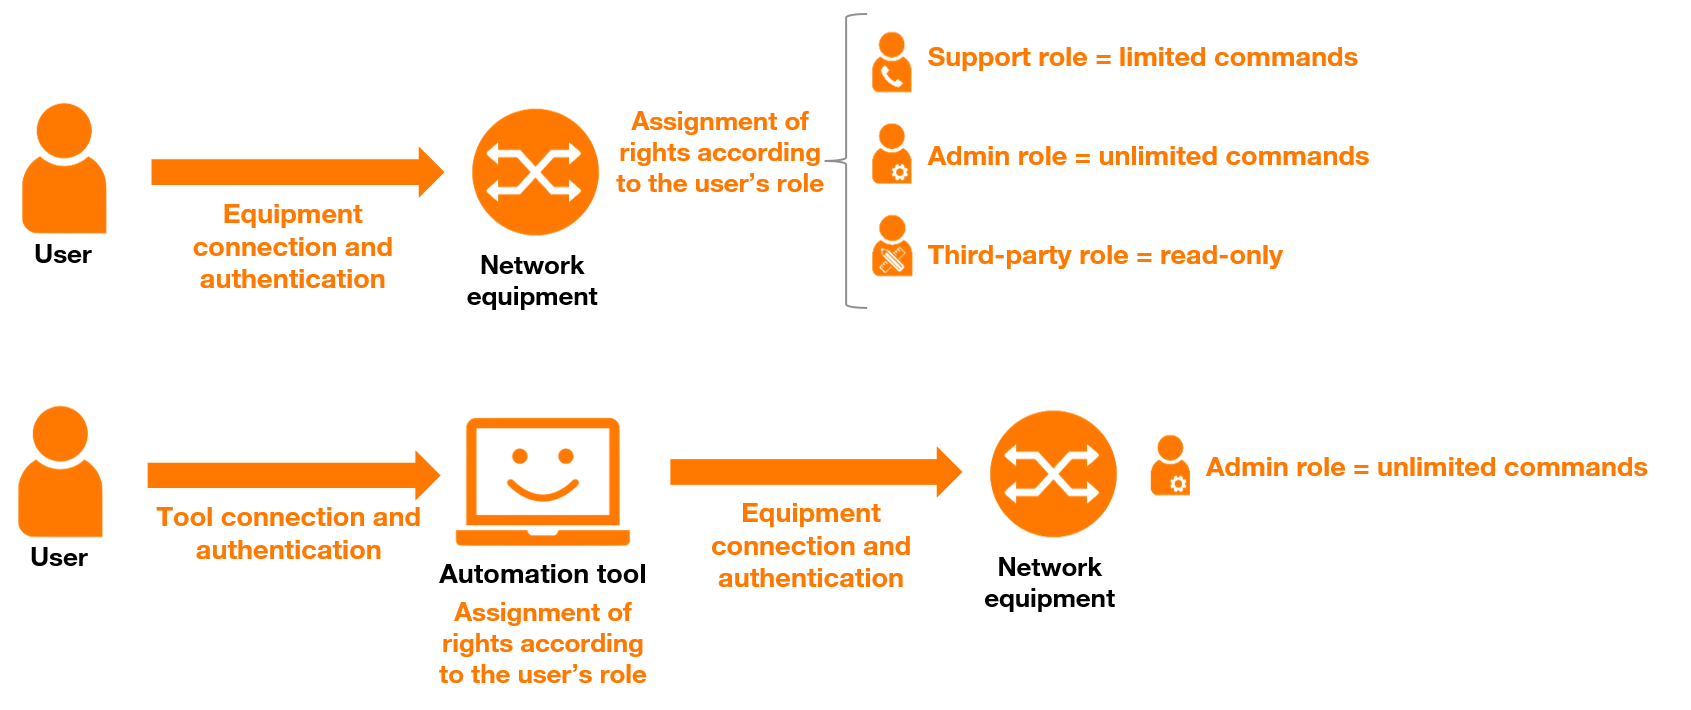 User
Equipment
connection and
authentication
Network
equipment
Assignment of
rights according
to the user's role
Support role = limited commands
Admin role = unlimited commands
Third-party role = read-only
User
Tool connection and
authentication
Automation tool
Assignment of
rights according
to the user's role
Equipment
connection and
authentication
Network
equipment
Admin role = unlimited commands